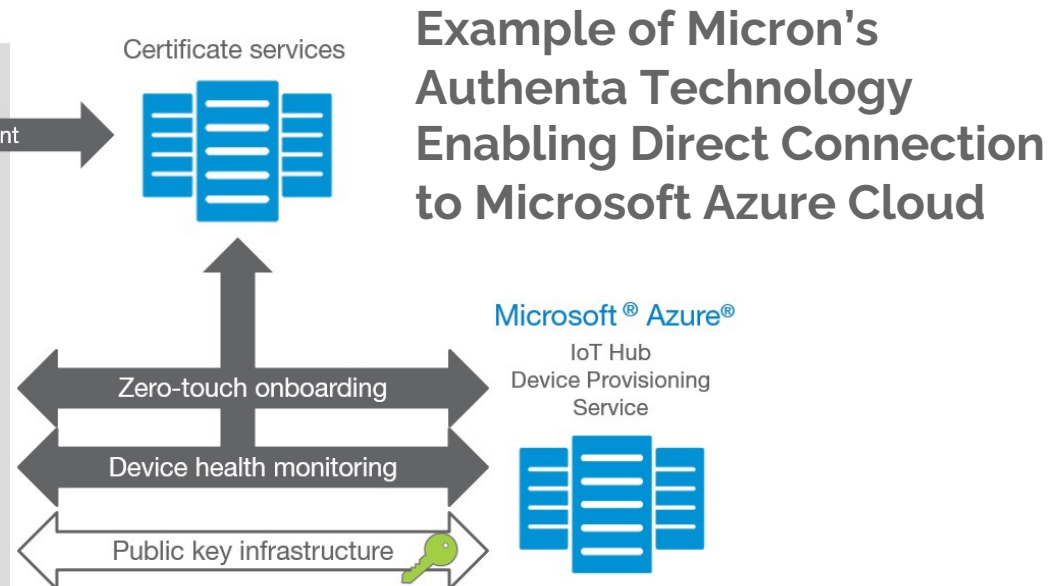 Certificate services
Example of Micron's
Authenta Technology
Enabling Direct Connection
to Microsoft Azure Cloud
Microsoft ® Azure®
IoT Hub
Device Provisioning
Service
Zero-touch onboarding
Device health monitoring
Public key infrastructure